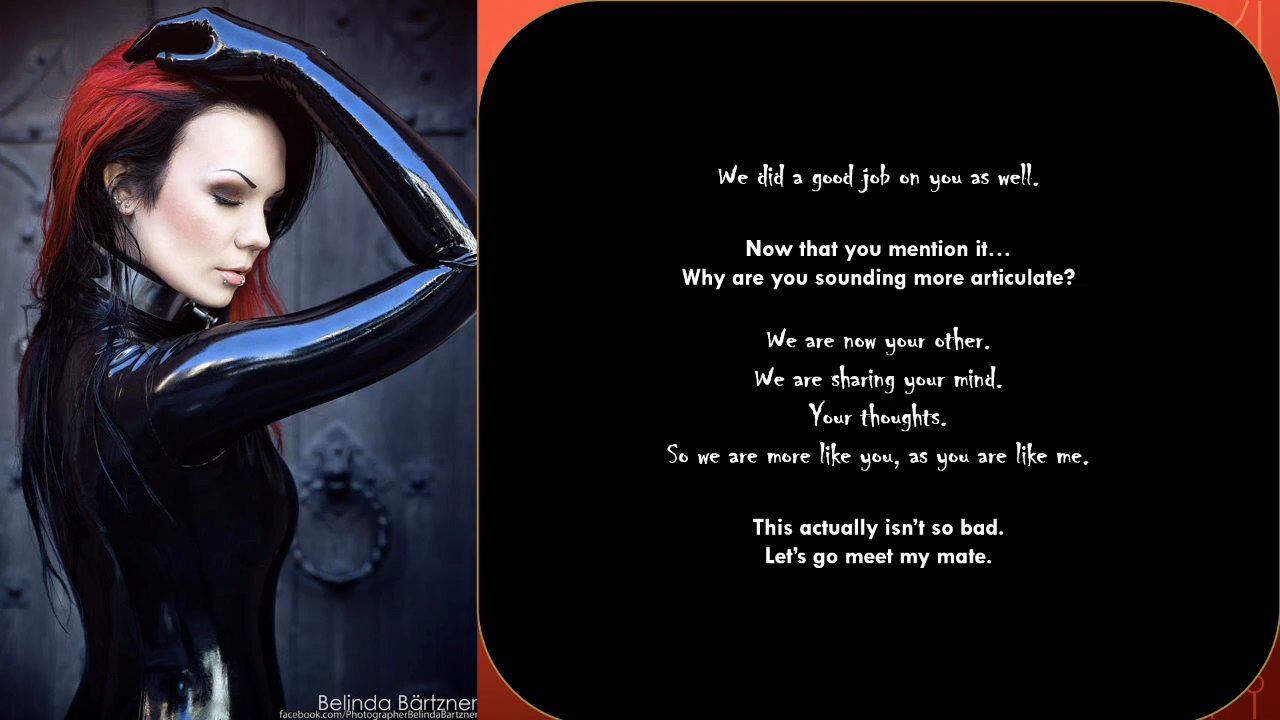 We did a good job on you as well.
Now that you mention it...
Why are you sounding more articulate?
We are now your other.
We are sharing your mind.
Your thoughts.
So we are more like you, as you are like me.
This actually isn't so bad.
Let's go meet my mate.
Belinda Bärtzner
facebook.com/PhotographerBelindaBartzner